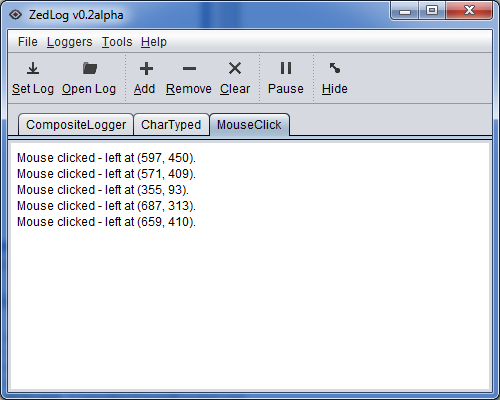 ZedLog v0.2alpha
File Loggers Tools Help
Set Log Open Log Add Remove Clear Pause Hide
CompositeLogger CharTyped MouseClick
Mouse clicked - left at (597, 450).
Mouse clicked - left at (571, 409).
Mouse clicked - left at (355, 93).
Mouse clicked - left at (687, 313).
Mouse clicked - left at (659, 410).